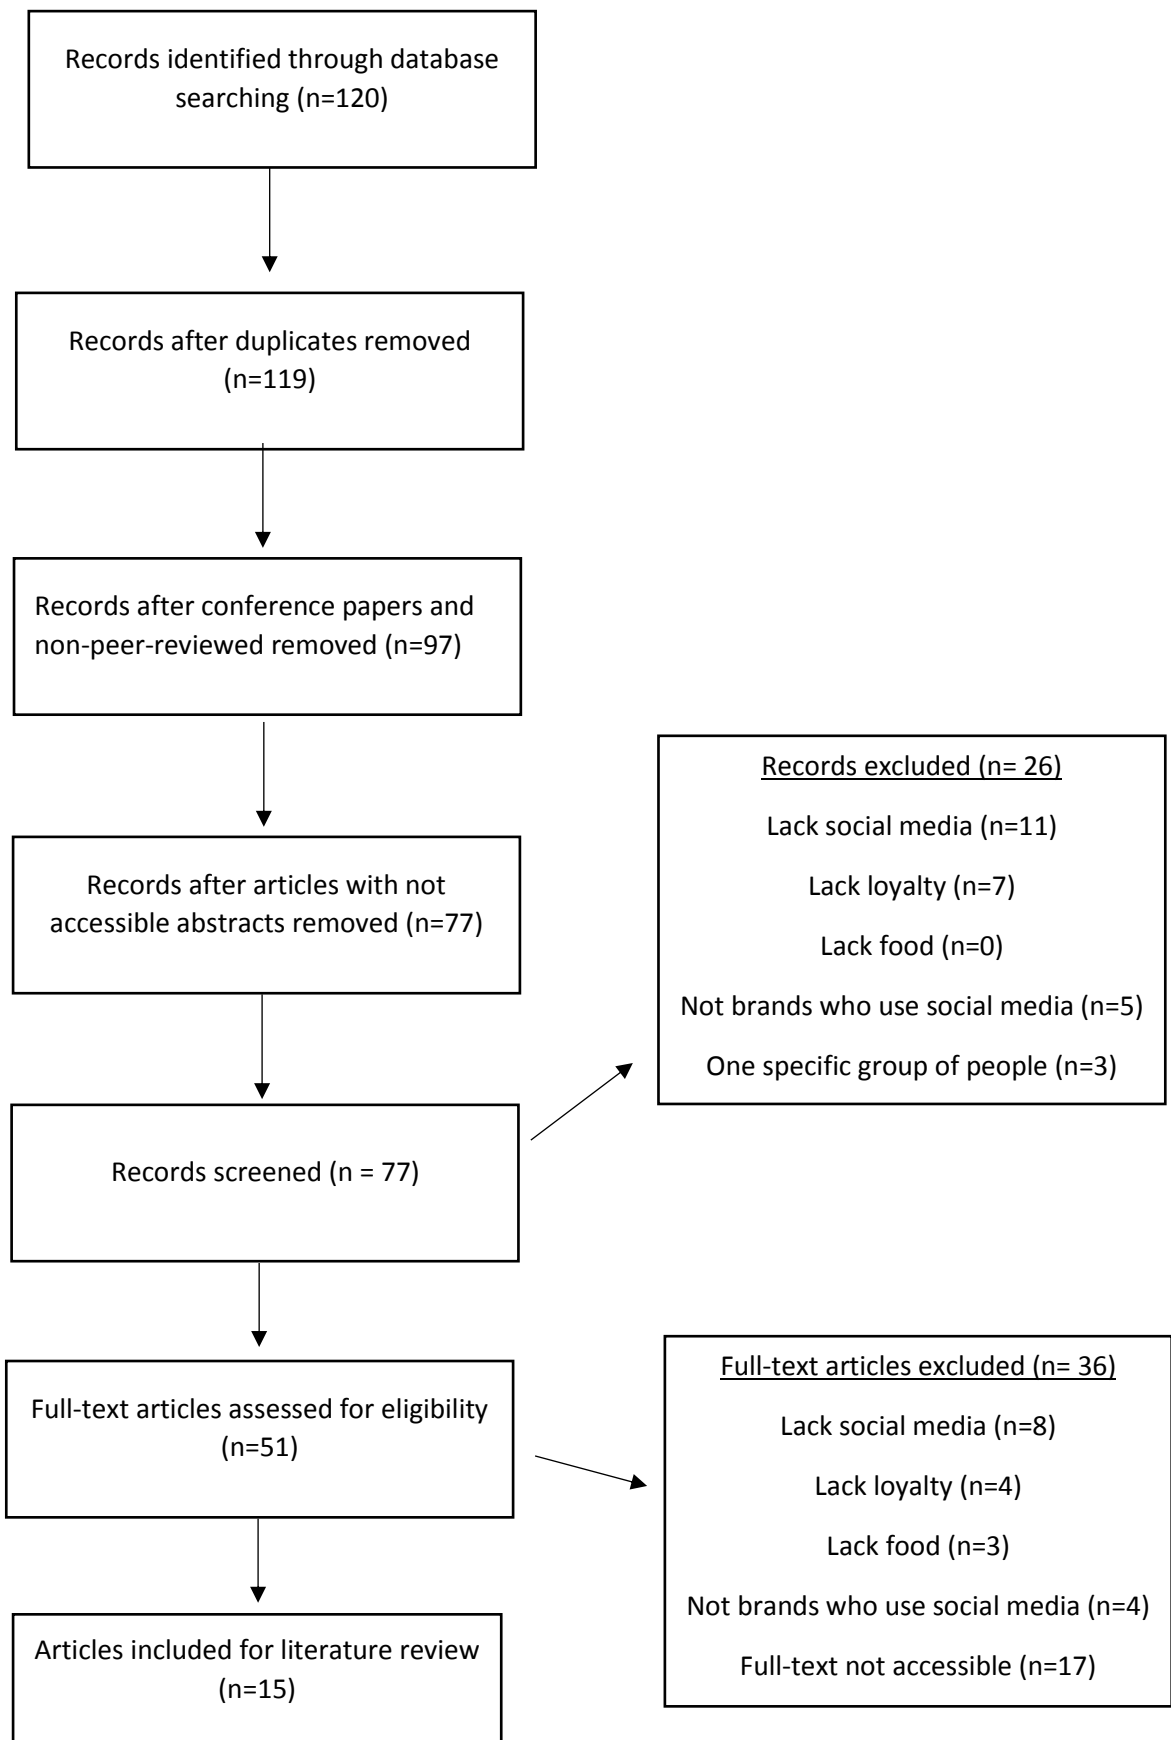 Records identified through database
searching (n=120)
Records after duplicates removed
(n=119)
Records after conference papers and
non-peer-reviewed removed (n=97)
Records after articles with not
accessible abstracts removed (n=77)
Records screened (n = 77)
Records excluded (n= 26)
Lack social media (n=11)
Lack loyalty (n=7)
Lack food (n=0)
Not brands who use social media (n=5)
One specific group of people (n=3)
Full-text articles assessed for eligibility
(n=51)
Full-text articles excluded (n= 36)
Lack social media (n=8)
Lack loyalty (n=4)
Lack food (n=3)
Not brands who use social media (n=4)
Full-text not accessible (n=17)
Articles included for literature review
(n=15)